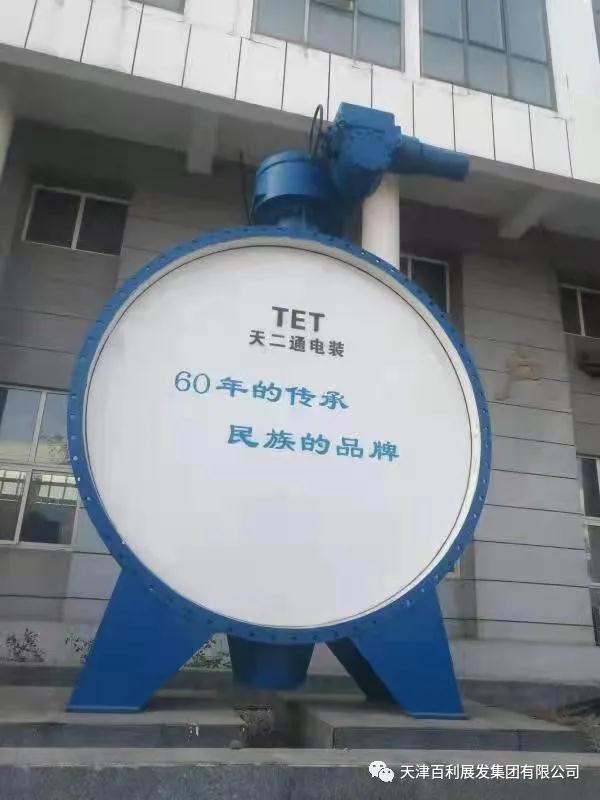 TET
天二通电装
60年的传承
民族的品牌
天津百利展发集团有限公司